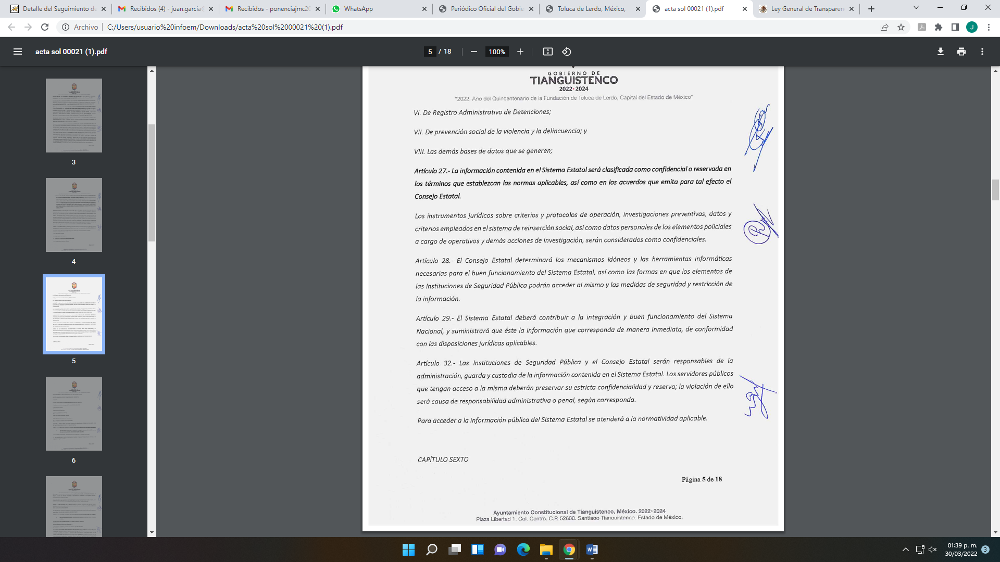 Detalle del Seguimiento de
Recibidos (4) - juan.garcia@
Recibidos - ponenciajmc20
WhatsApp
Periódico Oficial del Gobie
Toluca de Lerdo, México,
acta sol 00021 (1).pdf
Ley General de Transparen
Archivo
C:/Users/usuario%20infoem/Downloads/acta%20sol%2000021%20(1).pdf
J
acta sol 00021 (1).pdf
5 / 18
100%
3
4
5
6
GOBIERNO DE
TIANGUISTENCO
2022•2024
“2022. Año del Quincentenario de la Fundación de Toluca de Lerdo, Capital del Estado de México”
VI. De Registro Administrativo de Detenciones;
VII. De prevención social de la violencia y la delincuencia; y
VIII. Las demás bases de datos que se generen;
Artículo 27.- La información contenida en el Sistema Estatal será clasificada como confidencial o reservada en
los términos que establezcan las normas aplicables, así como en los acuerdos que emita para tal efecto el
Consejo Estatal.
Los instrumentos jurídicos sobre criterios y protocolos de operación, investigaciones preventivas, datos y
criterios empleados en el sistema de reinserción social, así como datos personales de los elementos policiales
a cargo de operativos y demás acciones de investigación, serán considerados como confidenciales.
Artículo 28.- El Consejo Estatal determinará los mecanismos idóneos y las herramientas informáticas
necesarias para el buen funcionamiento del Sistema Estatal, así como las formas en que los elementos de
las Instituciones de Seguridad Pública podrán acceder al mismo y las medidas de seguridad y restricción de
la información.
Artículo 29.- El Sistema Estatal deberá contribuir a la integración y buen funcionamiento del Sistema
Nacional, y suministrará que éste la información que corresponda de manera inmediata, de conformidad
con las disposiciones jurídicas aplicables.
Artículo 32.- Las Instituciones de Seguridad Pública y el Consejo Estatal serán responsables de la
administración, guarda y custodia de la información contenida en el Sistema Estatal. Los servidores públicos
que tengan acceso a la misma deberán preservar su estricta confidencialidad y reserva; la violación de ello
será causa de responsabilidad administrativa o penal, según corresponda.
Para acceder a la información pública del Sistema Estatal se atenderá a la normatividad aplicable.
CAPÍTULO SEXTO
Página 5 de 18
Ayuntamiento Constitucional de Tianguistenco, México. 2022•2024
Plaza Libertad 1, Col. Centro, C.P. 52600, Santiago Tianguistenco, Estado de México.
01:39 p. m.
30/03/2022
3